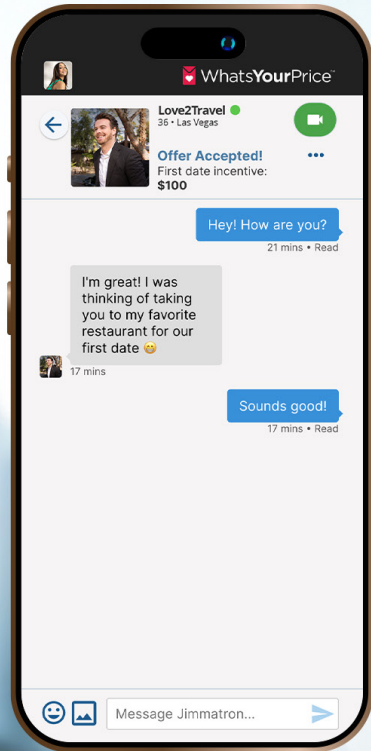 WhatsYourPrice™
Love2Travel
36 • Las Vegas
Offer Accepted!
First date incentive:
$100
Hey! How are you?
21 mins • Read
I'm great! I was
thinking of taking
you to my favorite
restaurant for our
first date 😁
17 mins
Sounds good!
17 mins • Read
Message Jimmatron...